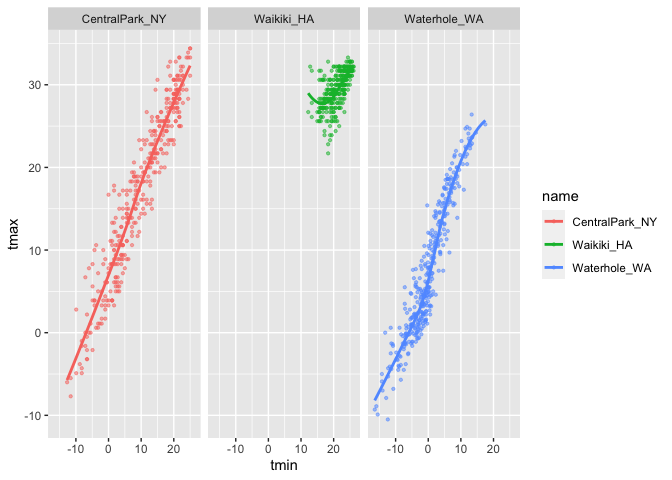 CentralPark_NY Waikiki_HA Waterhole_WA
30
20
10
0
-10
tmax
-10 0 10 20 -10 0 10 20 -10 0 10 20
tmin
name
CentralPark_NY
Waikiki_HA
Waterhole_WA